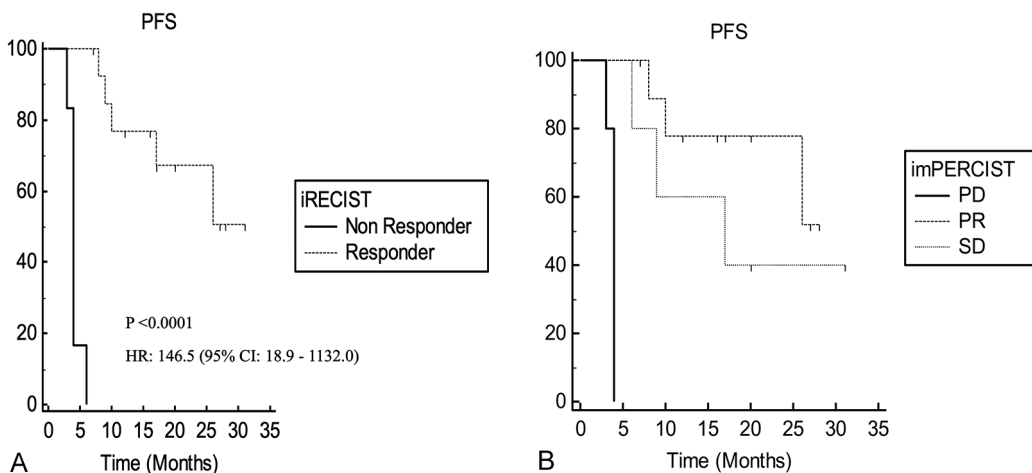 PFS
100
80
60
40
20
0
0 5 10 15 20 25 30 35
Time (Months)
iRECIST
Non Responder
Responder
P <0.0001
HR: 146.5 (95% CI: 18.9 - 1132.0)
A
PFS
100
80
60
40
20
0
0 5 10 15 20 25 30 35
Time (Months)
imPERCIST
PD
PR
SD
B